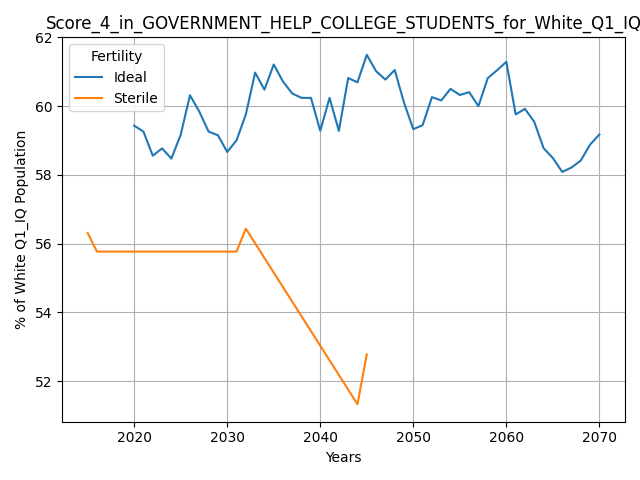 Score_4_in_GOVERNMENT_HELP_COLLEGE_STUDENTS_for_White_Q1_IQ
Fertility
Ideal
Sterile
% of White Q1_IQ Population
62
60
58
56
54
52
2020
2030
2040
2050
2060
2070
Years